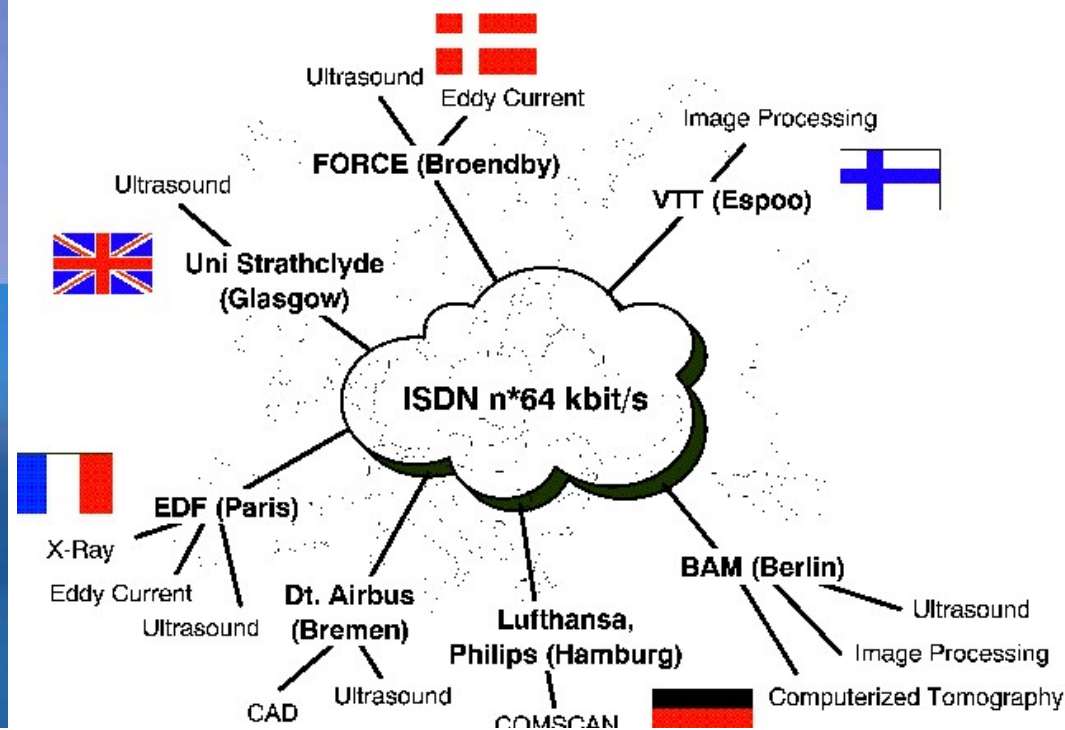 Ultrasound
Eddy Current
FORCE (Broendby)
Image Processing
VTT (Espoo)
Ultrasound
Uni Strathclyde
(Glasgow)
ISDN n*64 kbit/s
EDF (Paris)
X-Ray
Eddy Current
Ultrasound
Dt. Airbus
(Bremen)
CAD
Ultrasound
Lufthansa,
Philips (Hamburg)
COMSCAN
BAM (Berlin)
Ultrasound
Image Processing
Computerized Tomography